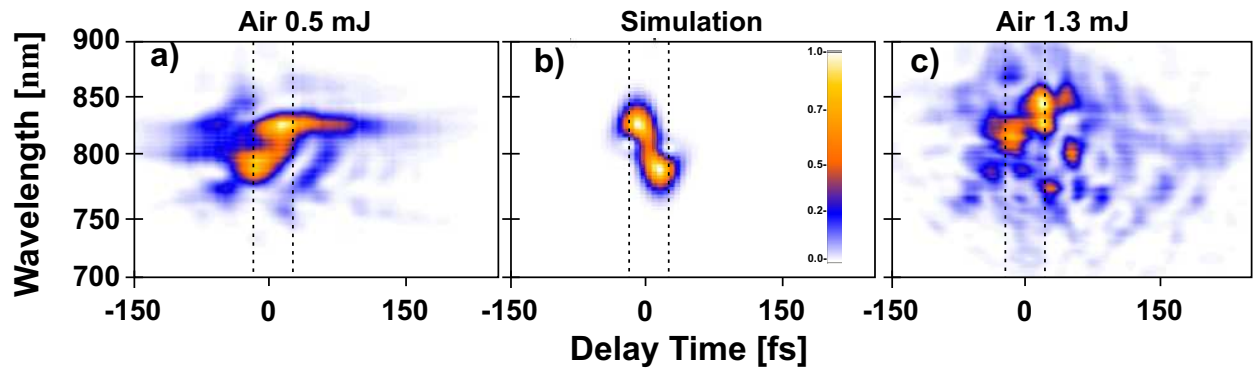 Air 0.5 mJ
Simulation
Air 1.3 mJ
Wavelength [nm]
900
850
800
750
700
a)
b)
c)
1.0
0.7
0.5
0.2
0.0
-150
0
150
-150
0
150
-150
0
150
Delay Time [fs]